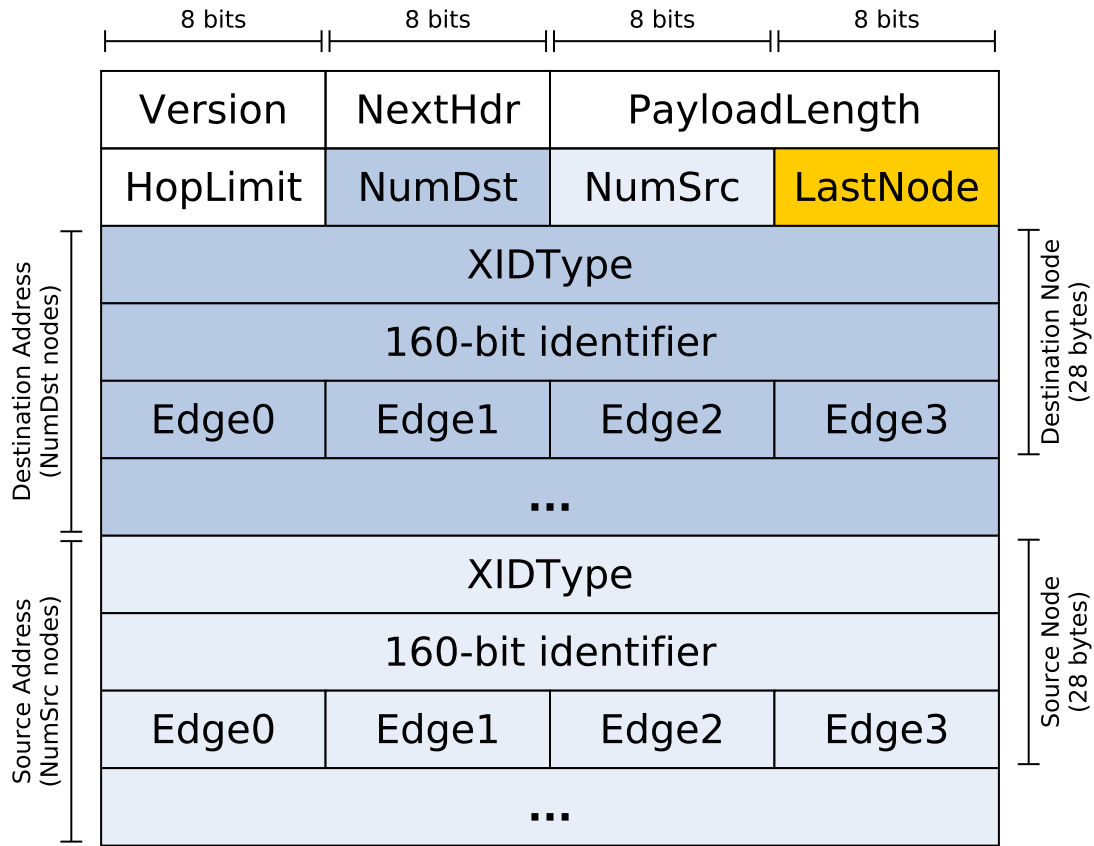 8 bits 8 bits 8 bits 8 bits
Version NextHdr PayloadLength
HopLimit NumDst NumSrc LastNode
Destination Address
(NumDst nodes)
XIDType
160-bit identifier
Edge0 Edge1 Edge2 Edge3
...
Destination Node
(28 bytes)
Source Address
(NumSrc nodes)
XIDType
160-bit identifier
Edge0 Edge1 Edge2 Edge3
...
Source Node
(28 bytes)